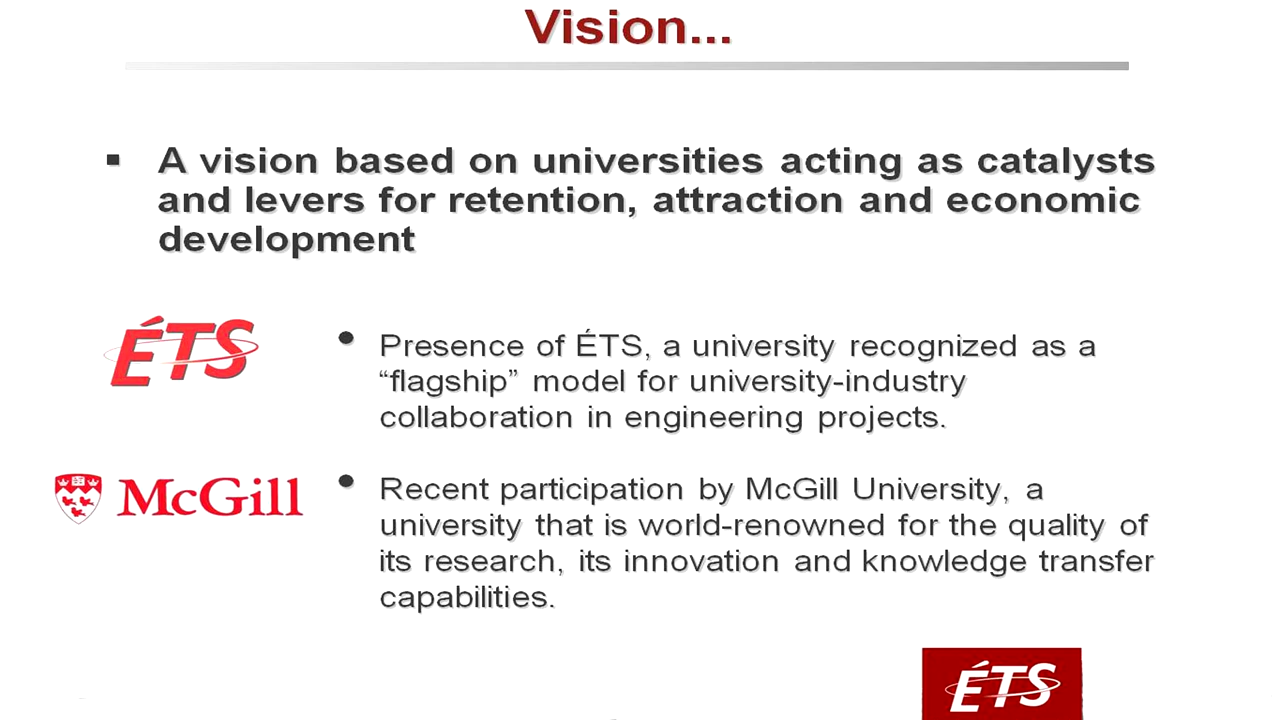 Vision...
▪ A vision based on universities acting as catalysts
and levers for retention, attraction and economic
development
ÉTS
• Presence of ÉTS, a university recognized as a
“flagship” model for university-industry
collaboration in engineering projects.
McGill
• Recent participation by McGill University, a
university that is world-renowned for the quality of
its research, its innovation and knowledge transfer
capabilities.
ÉTS